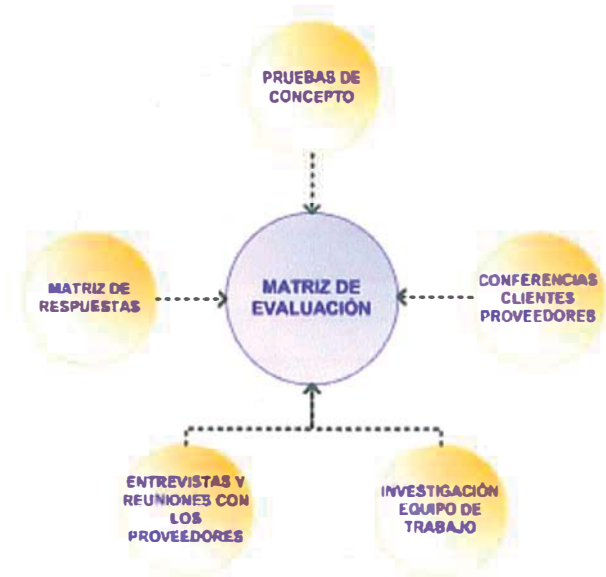 PRUEBAS DE
CONCEPTO
MATRIZ DE
RESPUESTAS
MATRIZ DE
EVALUACIÓN
CONFERENCIAS
CLIENTES
PROVEEDORES
ENTREVISTAS Y
REUNIONES CON
LOS
PROVEEDORES
INVESTIGACIÓN
EQUIPO DE
TRABAJO